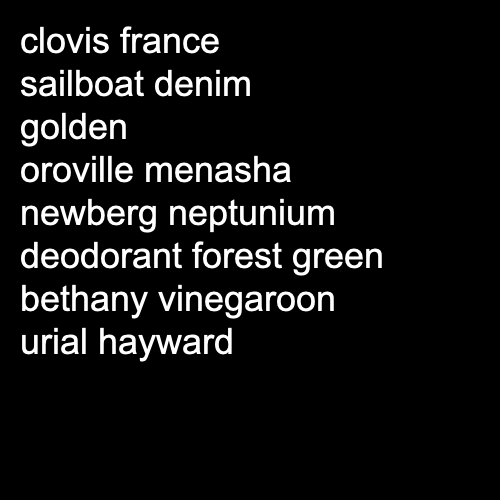 clovis france
sailboat denim
golden
oroville menasha
newberg neptunium
deodorant forest green
bethany vinegaroon
urial hayward